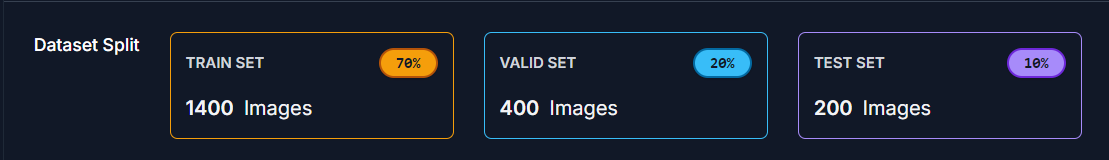 Dataset Split
TRAIN SET 70%
1400 Images
VALID SET 20%
400 Images
TEST SET 10%
200 Images